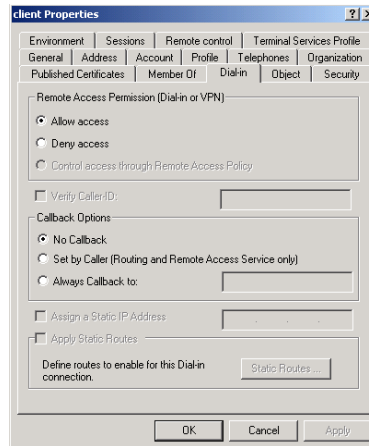 client Properties
Environment Sessions Remote control Terminal Services Profile
General Address Account Profile Telephones Organization
Published Certificates Member Of Dial-in Object Security
Remote Access Permission (Dial-in or VPN)
Allow access
Deny access
Control access through Remote Access Policy
Verify Caller-ID:
Callback Options
No Callback
Set by Caller (Routing and Remote Access Service only)
Always Callback to:
Assign a Static IP Address
Apply Static Routes
Define routes to enable for this Dial-in
connection.
Static Routes ...
OK Cancel Apply